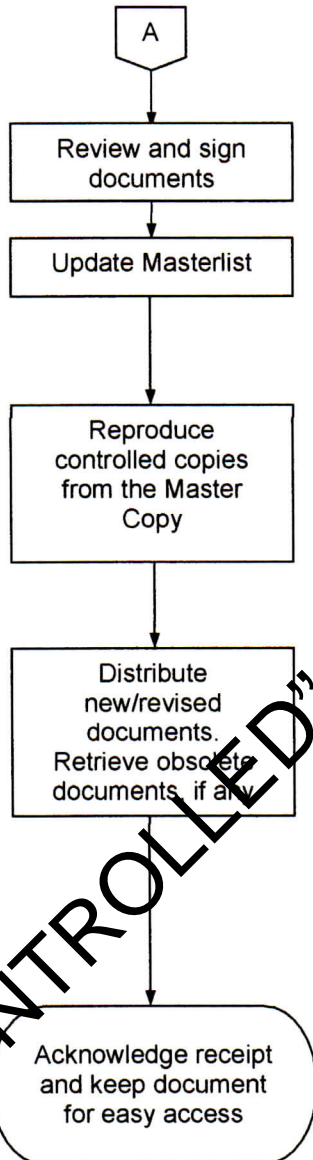 A
Review and sign
documents
Update Masterlist
Reproduce
controlled copies
from the Master
Copy
Distribute
new/revised
documents.
Retrieve obsolete
documents, if any
NTROLLED”
Acknowledge receipt
and keep document
for easy access